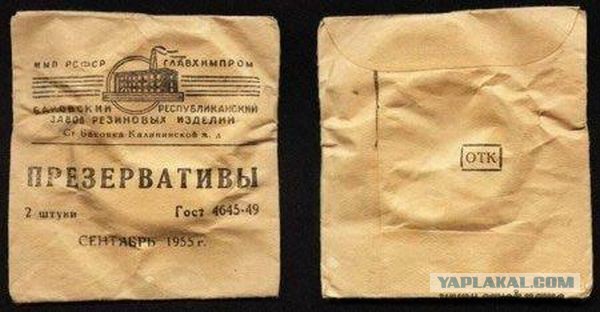 ММП РСФСР ГЛАВХИМПРОМ
БАКОВСКИЙ РЕСПУБЛИКАНСКИЙ
ЗАВОД РЕЗИНОВЫХ ИЗДЕЛИЙ
Ст Баковка Калининской ж. д
ПРЕЗЕРВАТИВЫ
2 штуки Гост 4645-49
СЕНТЯБРЬ 1955 г.
ОТК
YAPLAKAL.COM